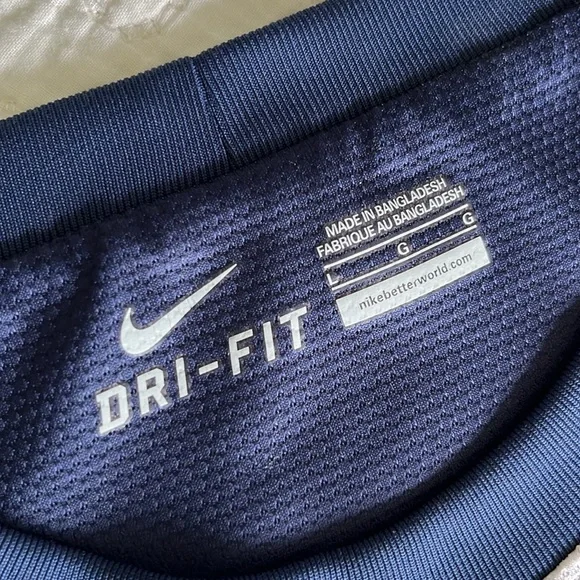 MADE IN BANGLADESH
FABRIQUE AU BANGLADESH
L G G
nikebetterworld.com
DRI-FIT